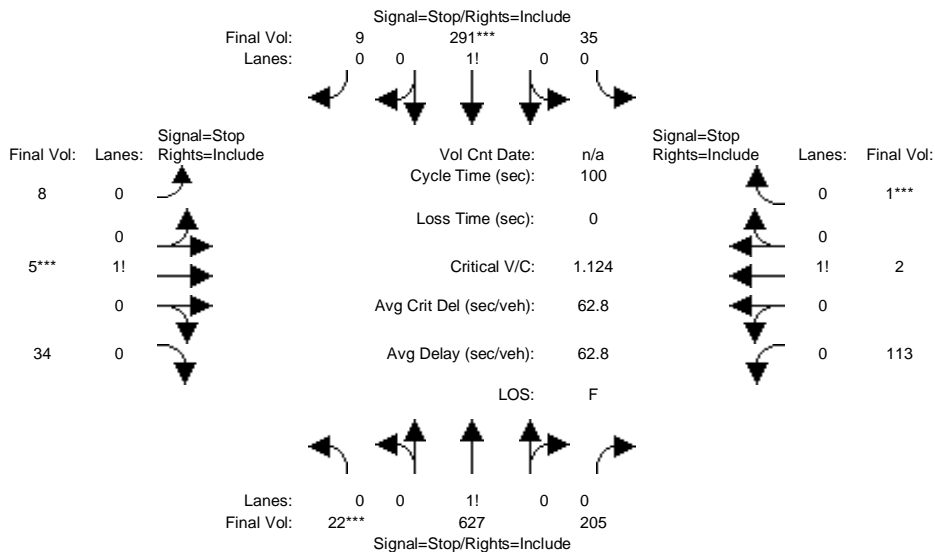 Signal=Stop/Rights=Include
Final Vol: 9 291*** 35
Lanes: 0 0 1! 0 0
Signal=Stop Signal=Stop
Final Vol: Lanes: Rights=Include Vol Cnt Date: n/a Rights=Include Lanes: Final Vol:
Cycle Time (sec): 100
8 0 0 1***
Loss Time (sec): 0
0 0
5*** 1! Critical V/C: 1.124 1! 2
0 Avg Crit Del (sec/veh): 62.8 0
34 0 Avg Delay (sec/veh): 62.8 0 113
LOS: F
Lanes: 0 0 1! 0 0
Final Vol: 22*** 627 205
Signal=Stop/Rights=Include